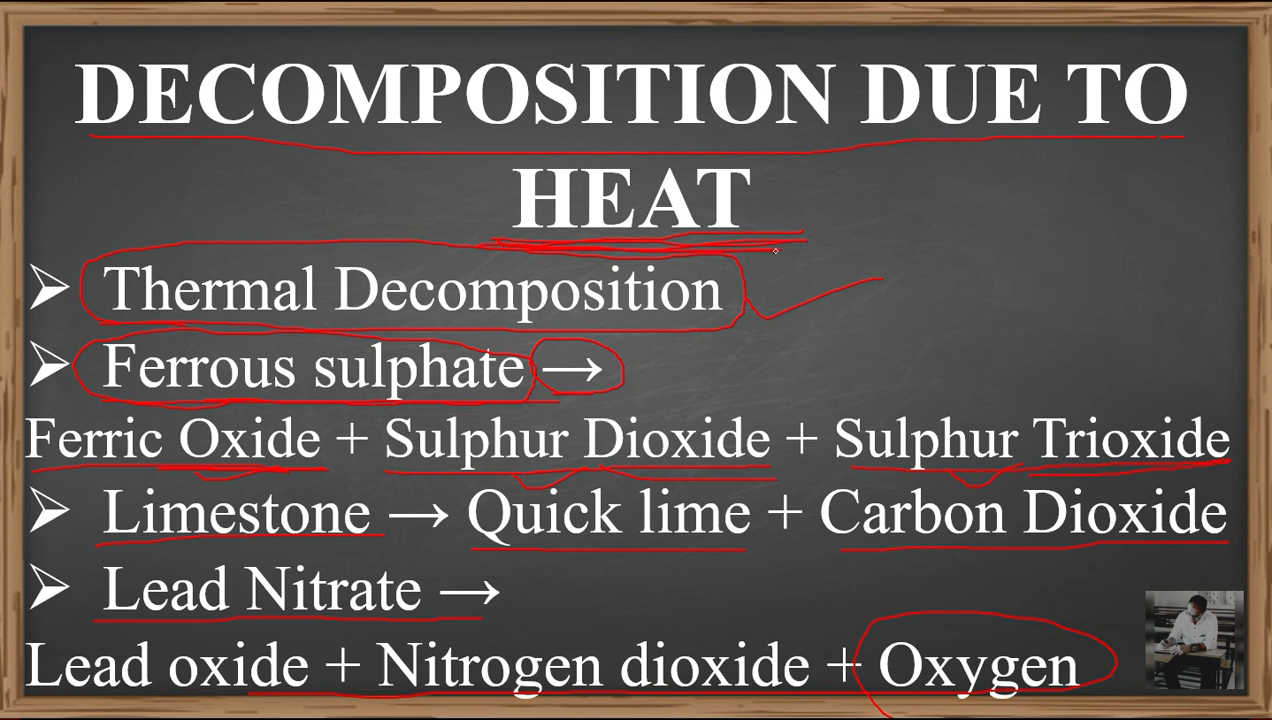 DECOMPOSITION DUE TO
HEAT
➢ Thermal Decomposition
➢ Ferrous sulphate →
Ferric Oxide + Sulphur Dioxide + Sulphur Trioxide
➢ Limestone → Quick lime + Carbon Dioxide
➢ Lead Nitrate →
Lead oxide + Nitrogen dioxide + Oxygen